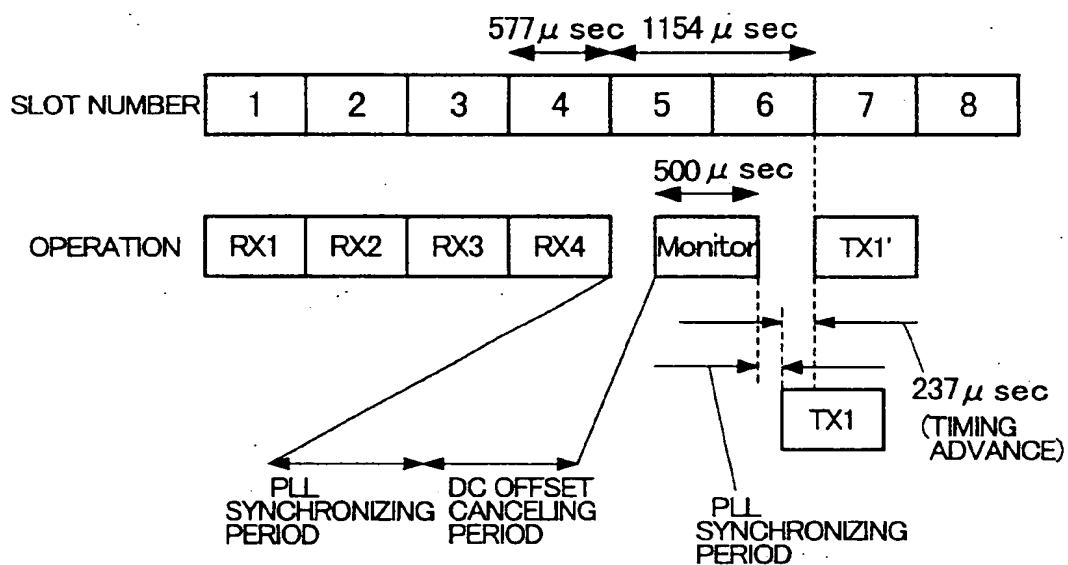 577μ sec 1154μ sec
SLOT NUMBER 1 2 3 4 5 6 7 8
500μ sec
OPERATION RX1 RX2 RX3 RX4 Monitor TX1'
237μ sec
(TIMING
ADVANCE)
TX1
PLL
SYNCHRONIZING
PERIOD
DC OFFSET
CANCELING
PERIOD
PLL
SYNCHRONIZING
PERIOD